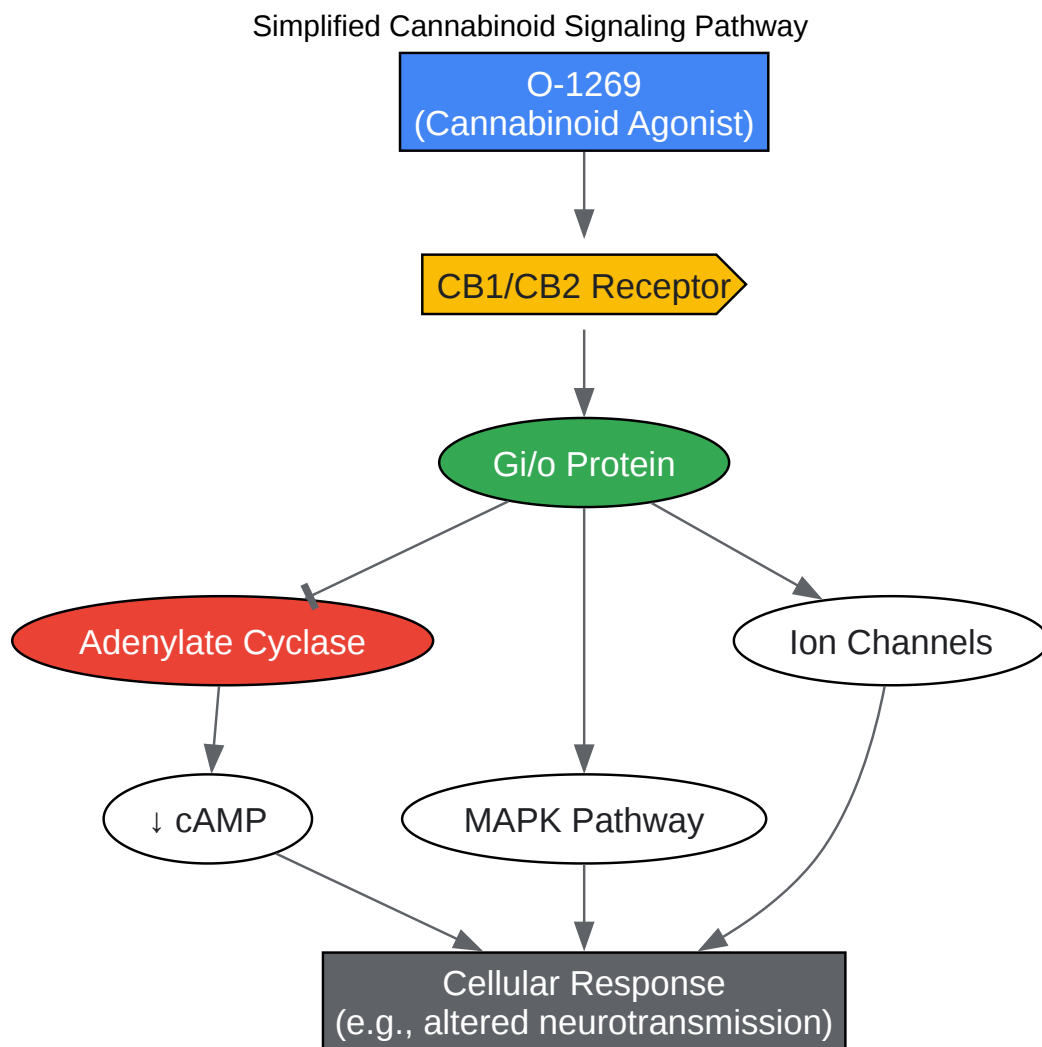 Simplified Cannabinoid Signaling Pathway
O-1269
(Cannabinoid Agonist)
CB1/CB2 Receptor
Gi/o Protein
Adenylate Cyclase
Ion Channels
↓ cAMP
MAPK Pathway
Cellular Response
(e.g., altered neurotransmission)